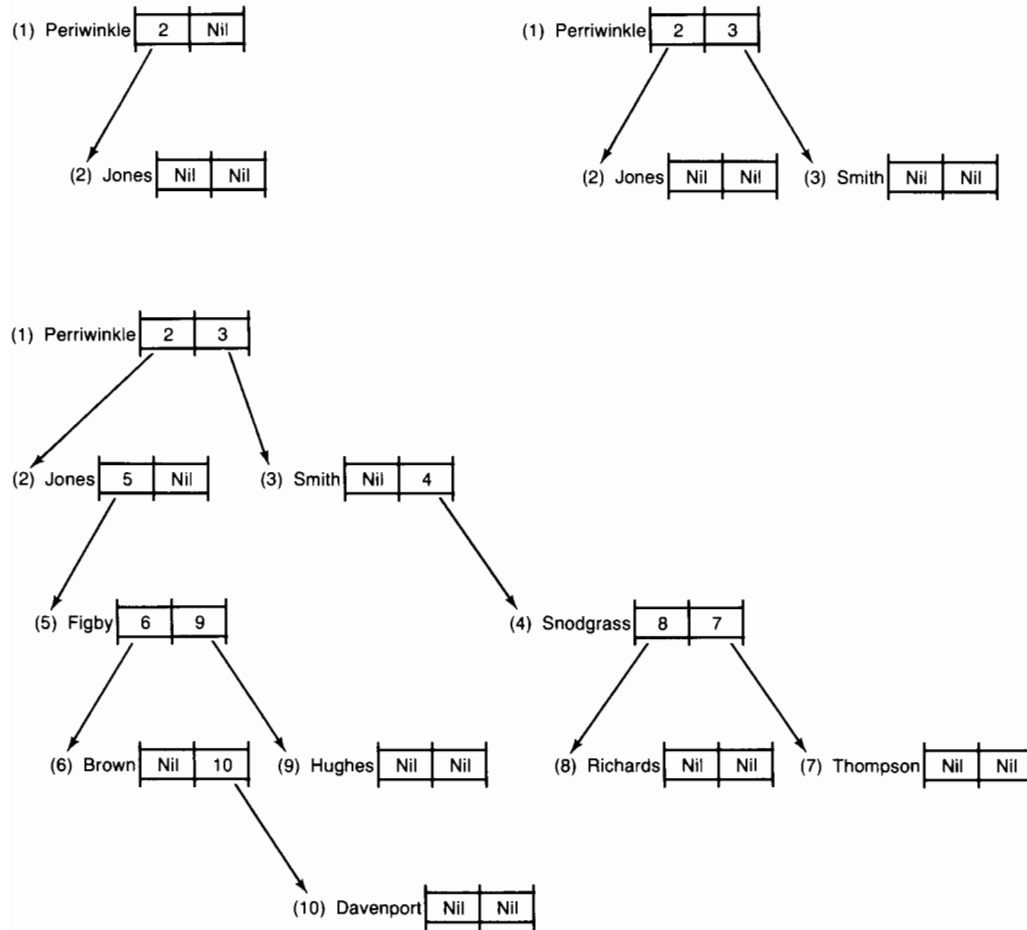 (1) Periwinkle 2 Nil
(2) Jones Nil Nil
(1) Perriwinkle 2 3
(2) Jones Nil Nil (3) Smith Nil Nil
(1) Perriwinkle 2 3
(2) Jones 5 Nil (3) Smith Nil 4
(5) Figby 6 9 (4) Snodgrass 8 7
(6) Brown Nil 10 (9) Hughes Nil Nil (8) Richards Nil Nil (7) Thompson Nil Nil
(10) Davenport Nil Nil